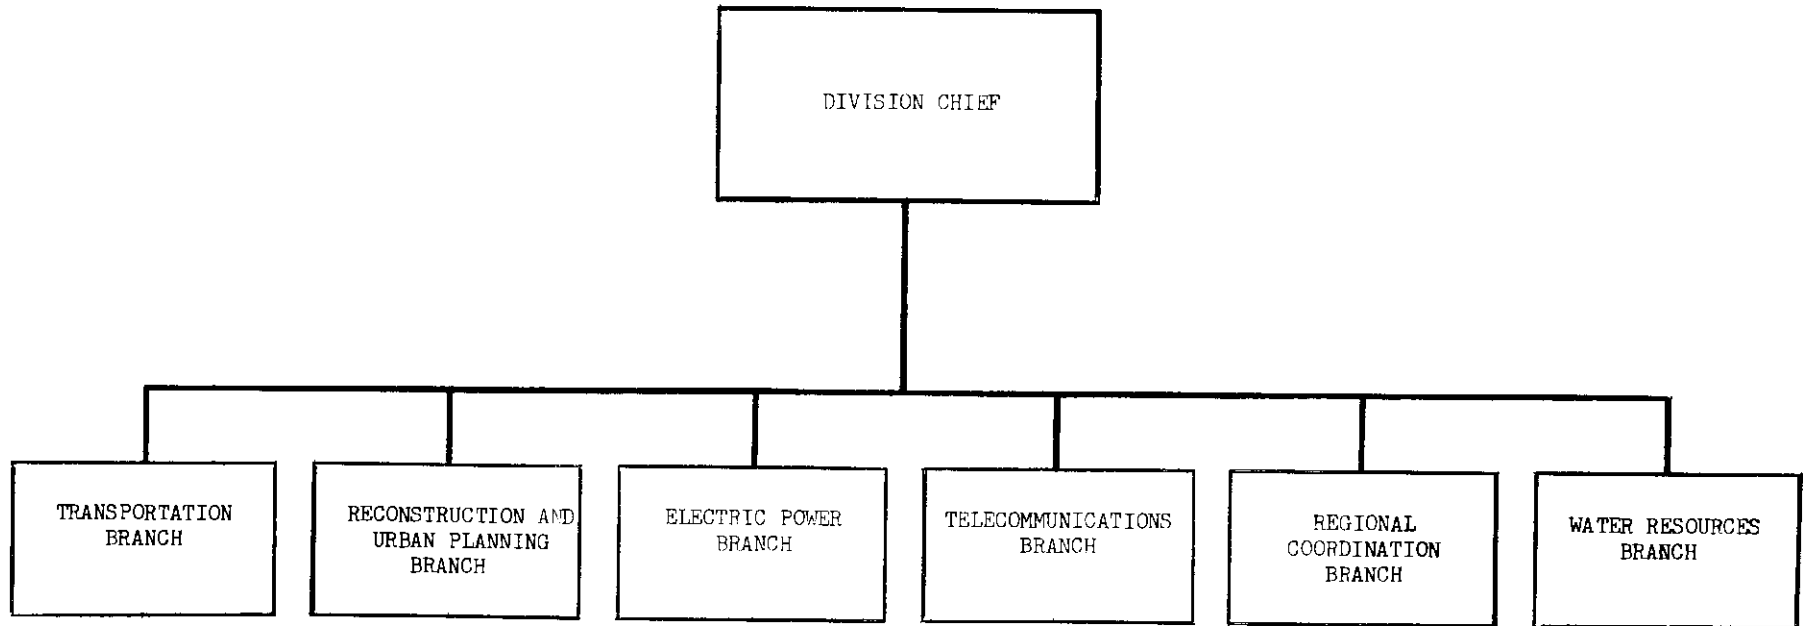 DIVISION CHIEF
TRANSPORTATION
BRANCH
RECONSTRUCTION AND
URBAN PLANNING
BRANCH
ELECTRIC POWER
BRANCH
TELECOMMUNICATIONS
BRANCH
REGIONAL
COORDINATION
BRANCH
WATER RESOURCES
BRANCH